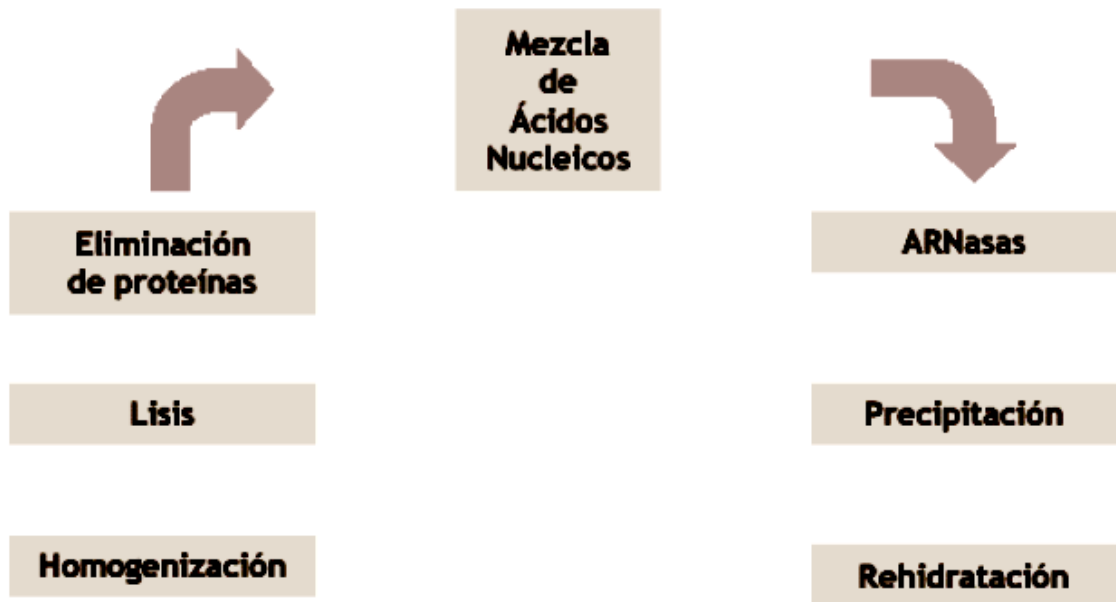 Mezcla
de
Ácidos
Nucleicos
Eliminación
de proteínas
ARNasas
Lisis
Precipitación
Homogenización
Rehidratación